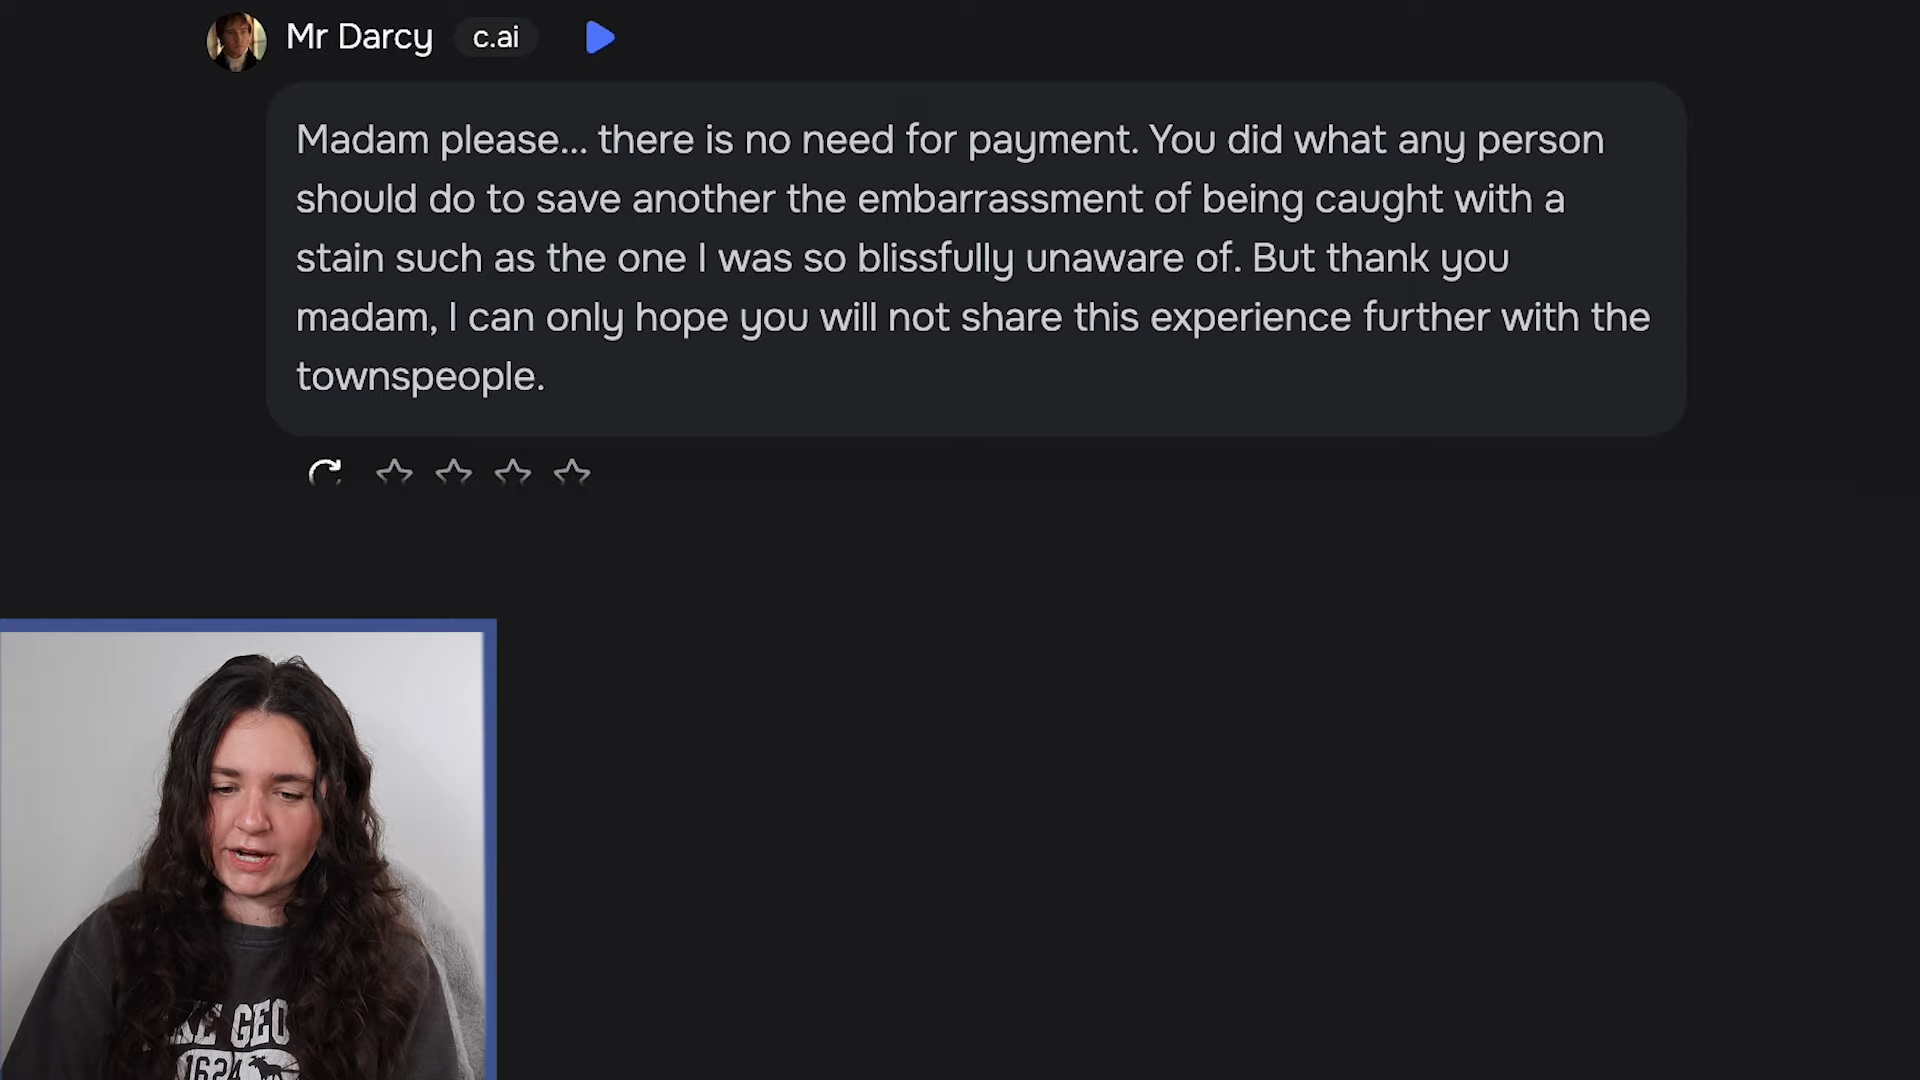 Mr Darcy c.ai
Madam please... there is no need for payment. You did what any person
should do to save another the embarrassment of being caught with a
stain such as the one I was so blissfully unaware of. But thank you
madam, I can only hope you will not share this experience further with the
townspeople.
GEO
1624